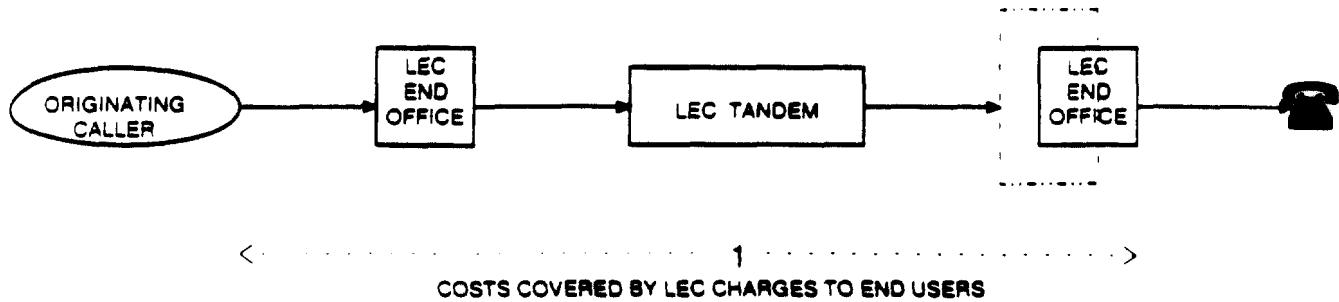 ORIGINATING
CALLER
LEC
END
OFFICE
LEC TANDEM
LEC
END
OFFICE
1
COSTS COVERED BY LEC CHARGES TO END USERS